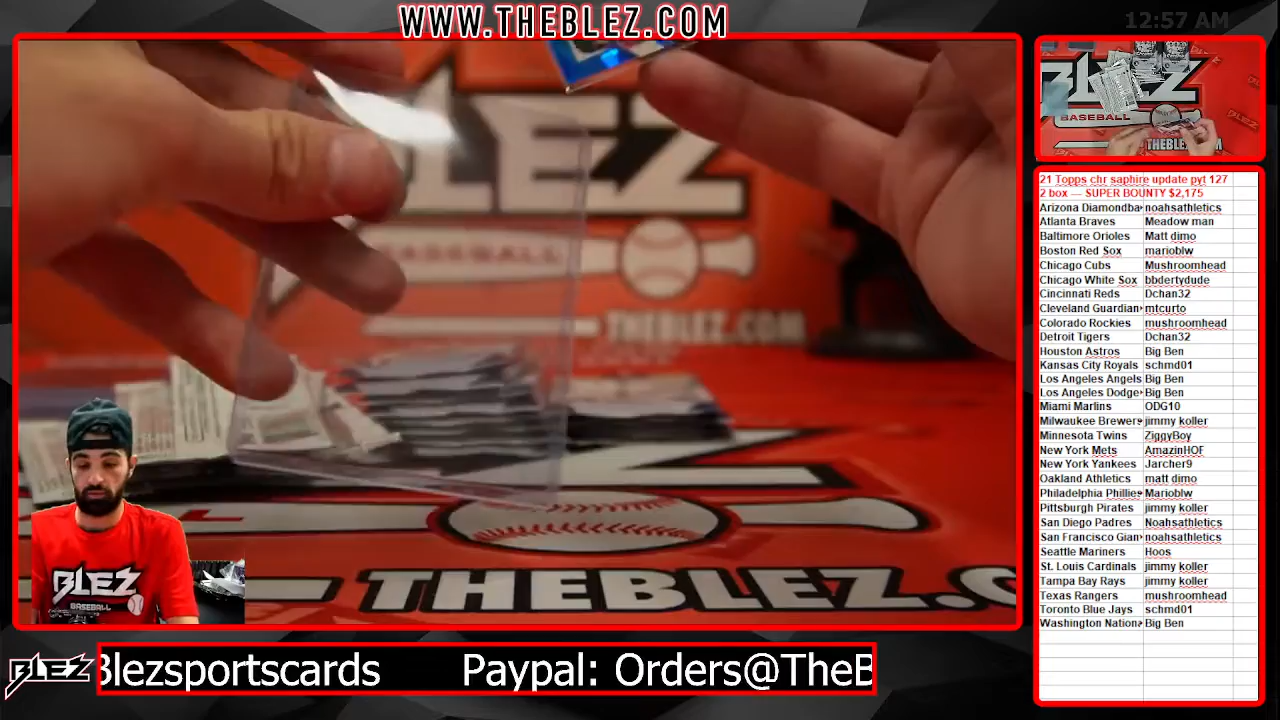 WWW.THEBLEZ.COM
12:57 AM
BLEZ
BASEBALL
THEBLEZ.COM
THEBLEZ.C
BLEZ
BASEBALL
BLEZ
BASEBALL
THEBLEZ
21 Topps chr saphire update pyt 127
2 box — SUPER BOUNTY $2,175
Arizona Diamondba noahsathletics
Atlanta Braves Meadow man
Baltimore Orioles Matt dimo
Boston Red Sox marioblw
Chicago Cubs Mushroomhead
Chicago White Sox bbdertydude
Cincinnati Reds Dchan32
Cleveland Guardian mtcurto
Colorado Rockies mushroomhead
Detroit Tigers Dchan32
Houston Astros Big Ben
Kansas City Royals schmd01
Los Angeles Angels Big Ben
Los Angeles Dodge Big Ben
Miami Marlins ODG10
Milwaukee Brewers jimmy koller
Minnesota Twins ZiggyBoy
New York Mets AmazinHOF
New York Yankees Jarcher9
Oakland Athletics matt dimo
Philadelphia Phillie Marioblw
Pittsburgh Pirates jimmy koller
San Diego Padres Noahsathletics
San Francisco Gian noahsathletics
Seattle Mariners Hoos
St. Louis Cardinals jimmy koller
Tampa Bay Rays jimmy koller
Texas Rangers mushroomhead
Toronto Blue Jays schmd01
Washington Nationa Big Ben
BLEZ
Blezsportscards Paypal: Orders@TheB